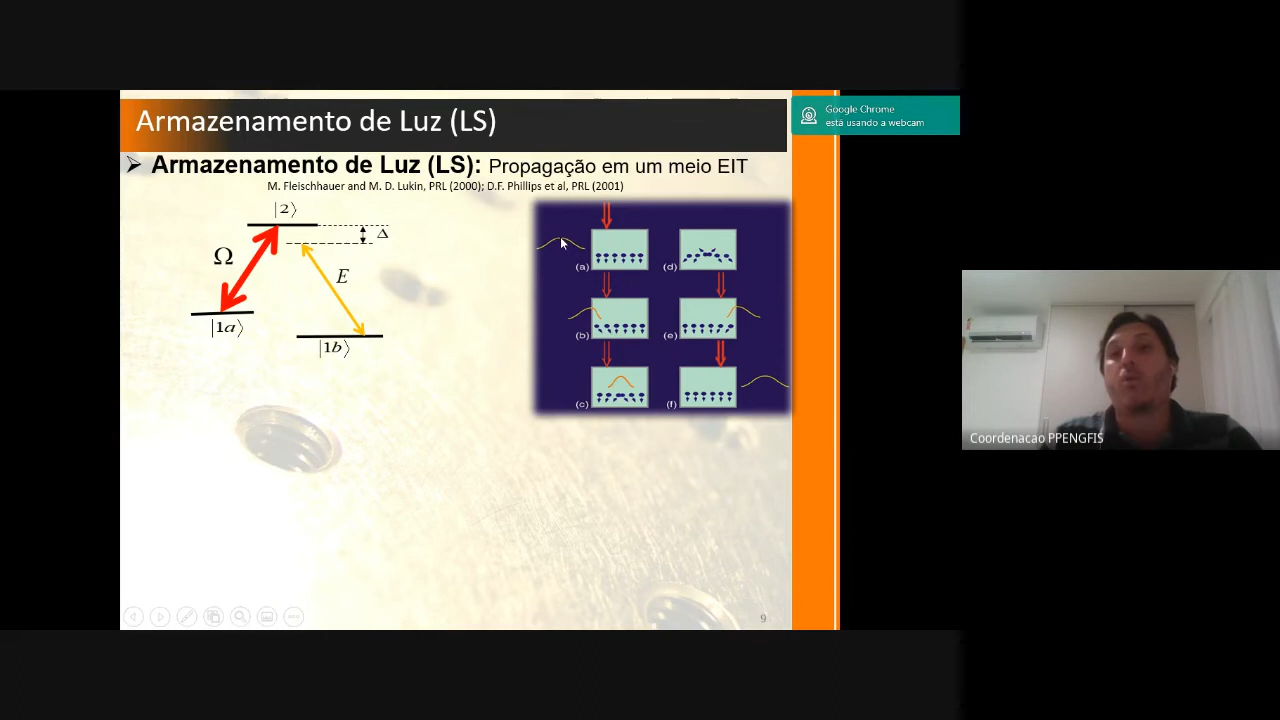 Armazenamento de Luz (LS)
Google Chrome
está usando a webcam
➢ Armazenamento de Luz (LS): Propagação em um meio EIT
M. Fleischhauer and M. D. Lukin, PRL (2000); D.F. Phillips et al, PRL (2001)
|2⟩
Δ
Ω
E
|1a⟩
|1b⟩
(a)
(d)
(b)
(e)
(c)
(f)
Coordenacao PPENGFIS
9